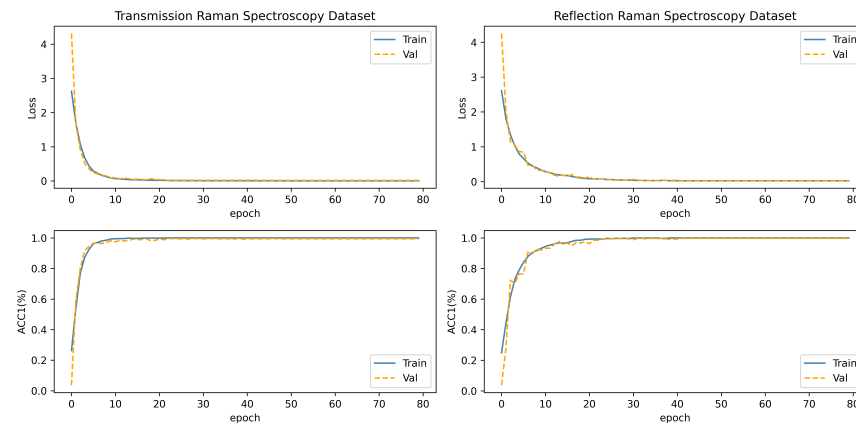 Transmission Raman Spectroscopy Dataset
4
3
2
1
0
Loss
Train
Val
0 10 20 30 40 50 60 70 80
epoch
Reflection Raman Spectroscopy Dataset
4
3
2
1
0
Loss
Train
Val
0 10 20 30 40 50 60 70 80
epoch
1.0
0.8
0.6
0.4
0.2
0.0
ACC1(%)
Train
Val
0 10 20 30 40 50 60 70 80
epoch
1.0
0.8
0.6
0.4
0.2
0.0
ACC1(%)
Train
Val
0 10 20 30 40 50 60 70 80
epoch